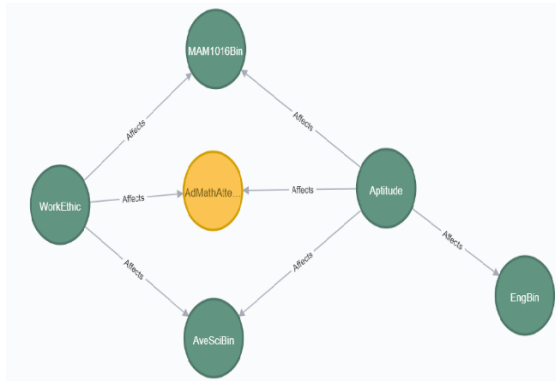 MAM1016Bin
Affects
Affects
AdMathAtte...
WorkEthic
Affects
Affects
Aptitude
Affects
Affects
Affects
EngBin
AveSciBin